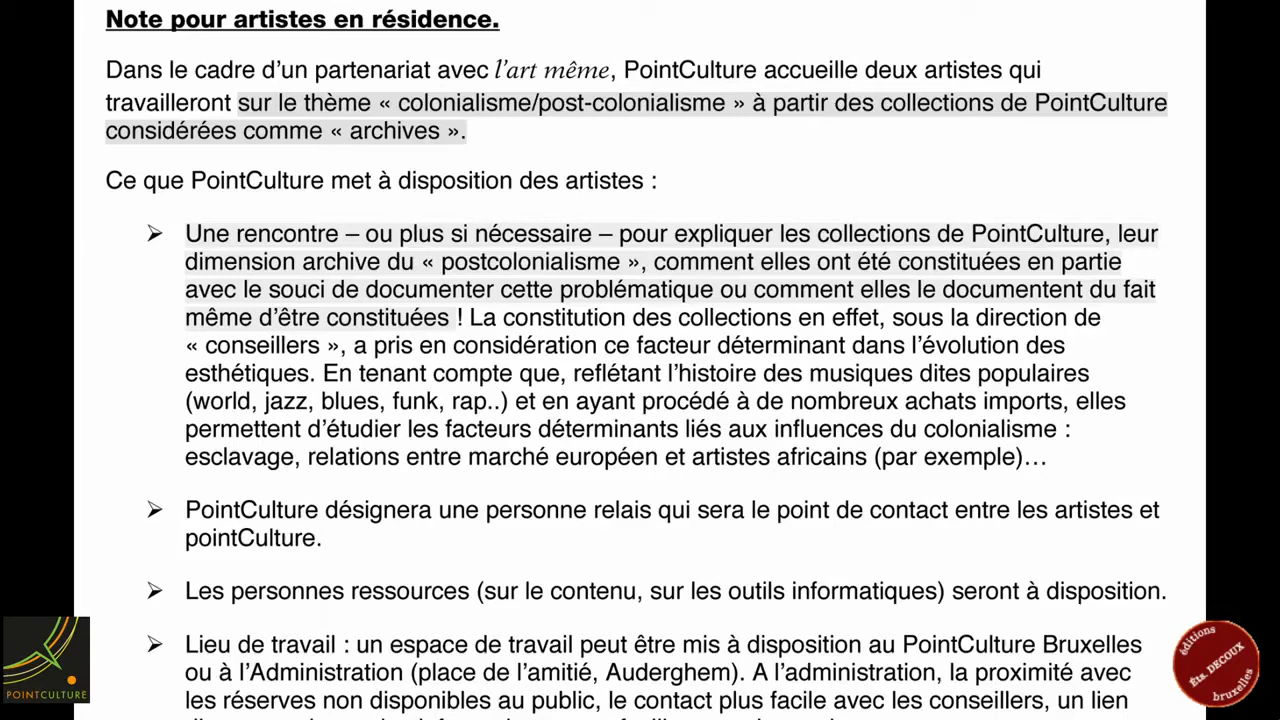 Note pour artistes en résidence.
Dans le cadre d’un partenariat avec l’art même, PointCulture accueille deux artistes qui
travailleront sur le thème « colonialisme/post-colonialisme » à partir des collections de PointCulture
considérées comme « archives ».
Ce que PointCulture met à disposition des artistes :
➢ Une rencontre – ou plus si nécessaire – pour expliquer les collections de PointCulture, leur
dimension archive du « postcolonialisme », comment elles ont été constituées en partie
avec le souci de documenter cette problématique ou comment elles le documentent du fait
même d’être constituées ! La constitution des collections en effet, sous la direction de
« conseillers », a pris en considération ce facteur déterminant dans l’évolution des
esthétiques. En tenant compte que, reflétant l’histoire des musiques dites populaires
(world, jazz, blues, funk, rap..) et en ayant procédé à de nombreux achats imports, elles
permettent d’étudier les facteurs déterminants liés aux influences du colonialisme :
esclavage, relations entre marché européen et artistes africains (par exemple)…
➢ PointCulture désignera une personne relais qui sera le point de contact entre les artistes et
pointCulture.
➢ Les personnes ressources (sur le contenu, sur les outils informatiques) seront à disposition.
➢ Lieu de travail : un espace de travail peut être mis à disposition au PointCulture Bruxelles
ou à l’Administration (place de l’amitié, Auderghem). A l’administration, la proximité avec
les réserves non disponibles au public, le contact plus facile avec les conseillers, un lien
POINTCULTURE
éditions
Éts. DECOUX
bruxelles